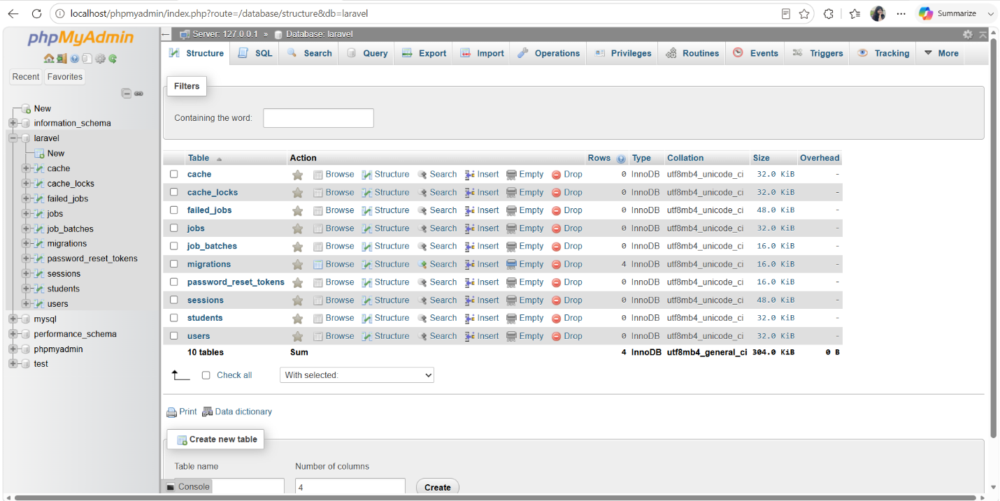 localhost/phpmyadmin/index.php?route=/database/structure&db=laravel
Summarize
phpMyAdmin
Recent Favorites
New
information_schema
laravel
New
cache
cache_locks
failed_jobs
jobs
job_batches
migrations
password_reset_tokens
sessions
students
users
mysql
performance_schema
phpmyadmin
test
Server: 127.0.0.1 » Database: laravel
Structure SQL Search Query Export Import Operations Privileges Routines Events Triggers Tracking More
Filters
Containing the word:
Table Action Rows Type Collation Size Overhead
cache Browse Structure Search Insert Empty Drop 0 InnoDB utf8mb4_unicode_ci 32.0 KiB -
cache_locks Browse Structure Search Insert Empty Drop 0 InnoDB utf8mb4_unicode_ci 32.0 KiB -
failed_jobs Browse Structure Search Insert Empty Drop 0 InnoDB utf8mb4_unicode_ci 48.0 KiB -
jobs Browse Structure Search Insert Empty Drop 0 InnoDB utf8mb4_unicode_ci 32.0 KiB -
job_batches Browse Structure Search Insert Empty Drop 0 InnoDB utf8mb4_unicode_ci 16.0 KiB -
migrations Browse Structure Search Insert Empty Drop 4 InnoDB utf8mb4_unicode_ci 16.0 KiB -
password_reset_tokens Browse Structure Search Insert Empty Drop 0 InnoDB utf8mb4_unicode_ci 16.0 KiB -
sessions Browse Structure Search Insert Empty Drop 0 InnoDB utf8mb4_unicode_ci 48.0 KiB -
students Browse Structure Search Insert Empty Drop 0 InnoDB utf8mb4_unicode_ci 32.0 KiB -
users Browse Structure Search Insert Empty Drop 0 InnoDB utf8mb4_unicode_ci 32.0 KiB -
10 tables Sum 4 InnoDB utf8mb4_general_ci 304.0 KiB 0 B
Check all With selected:
Print Data dictionary
Create new table
Table name Number of columns
Console 4 Create